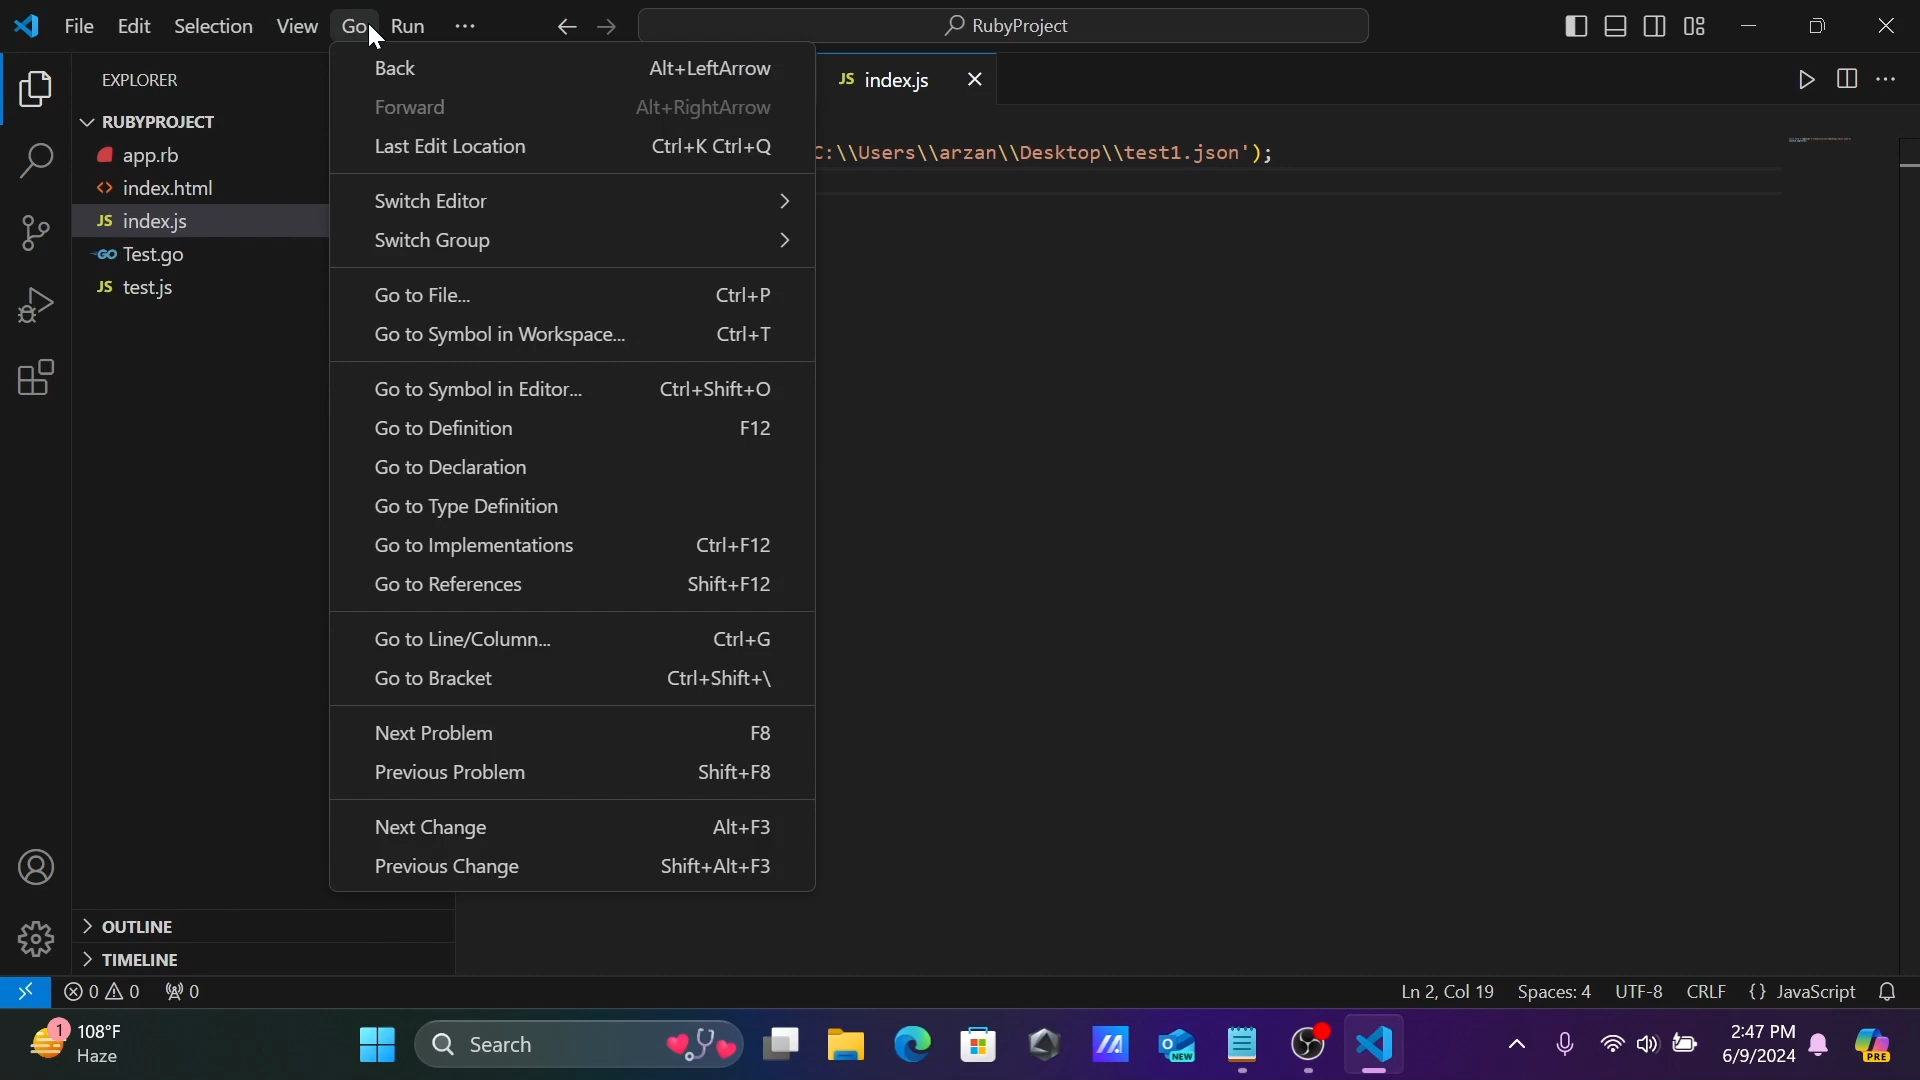 File Edit Selection View Go Run ··· RubyProject
EXPLORER
RUBYPROJECT
app.rb
<> index.html
JS index.js
GO Test.go
JS test.js
OUTLINE
TIMELINE
Back Alt+LeftArrow
Forward Alt+RightArrow
Last Edit Location Ctrl+K Ctrl+Q
Switch Editor
Switch Group
Go to File... Ctrl+P
Go to Symbol in Workspace... Ctrl+T
Go to Symbol in Editor... Ctrl+Shift+O
Go to Definition F12
Go to Declaration
Go to Type Definition
Go to Implementations Ctrl+F12
Go to References Shift+F12
Go to Line/Column... Ctrl+G
Go to Bracket Ctrl+Shift+\
Next Problem F8
Previous Problem Shift+F8
Next Change Alt+F3
Previous Change Shift+Alt+F3
JS index.js
C:\\Users\\arzan\\Desktop\\test1.json');
0 0 0 Ln 2, Col 19 Spaces: 4 UTF-8 CRLF {} JavaScript
1 108°F
Haze
Search
NEW
2:47 PM
6/9/2024
PRE